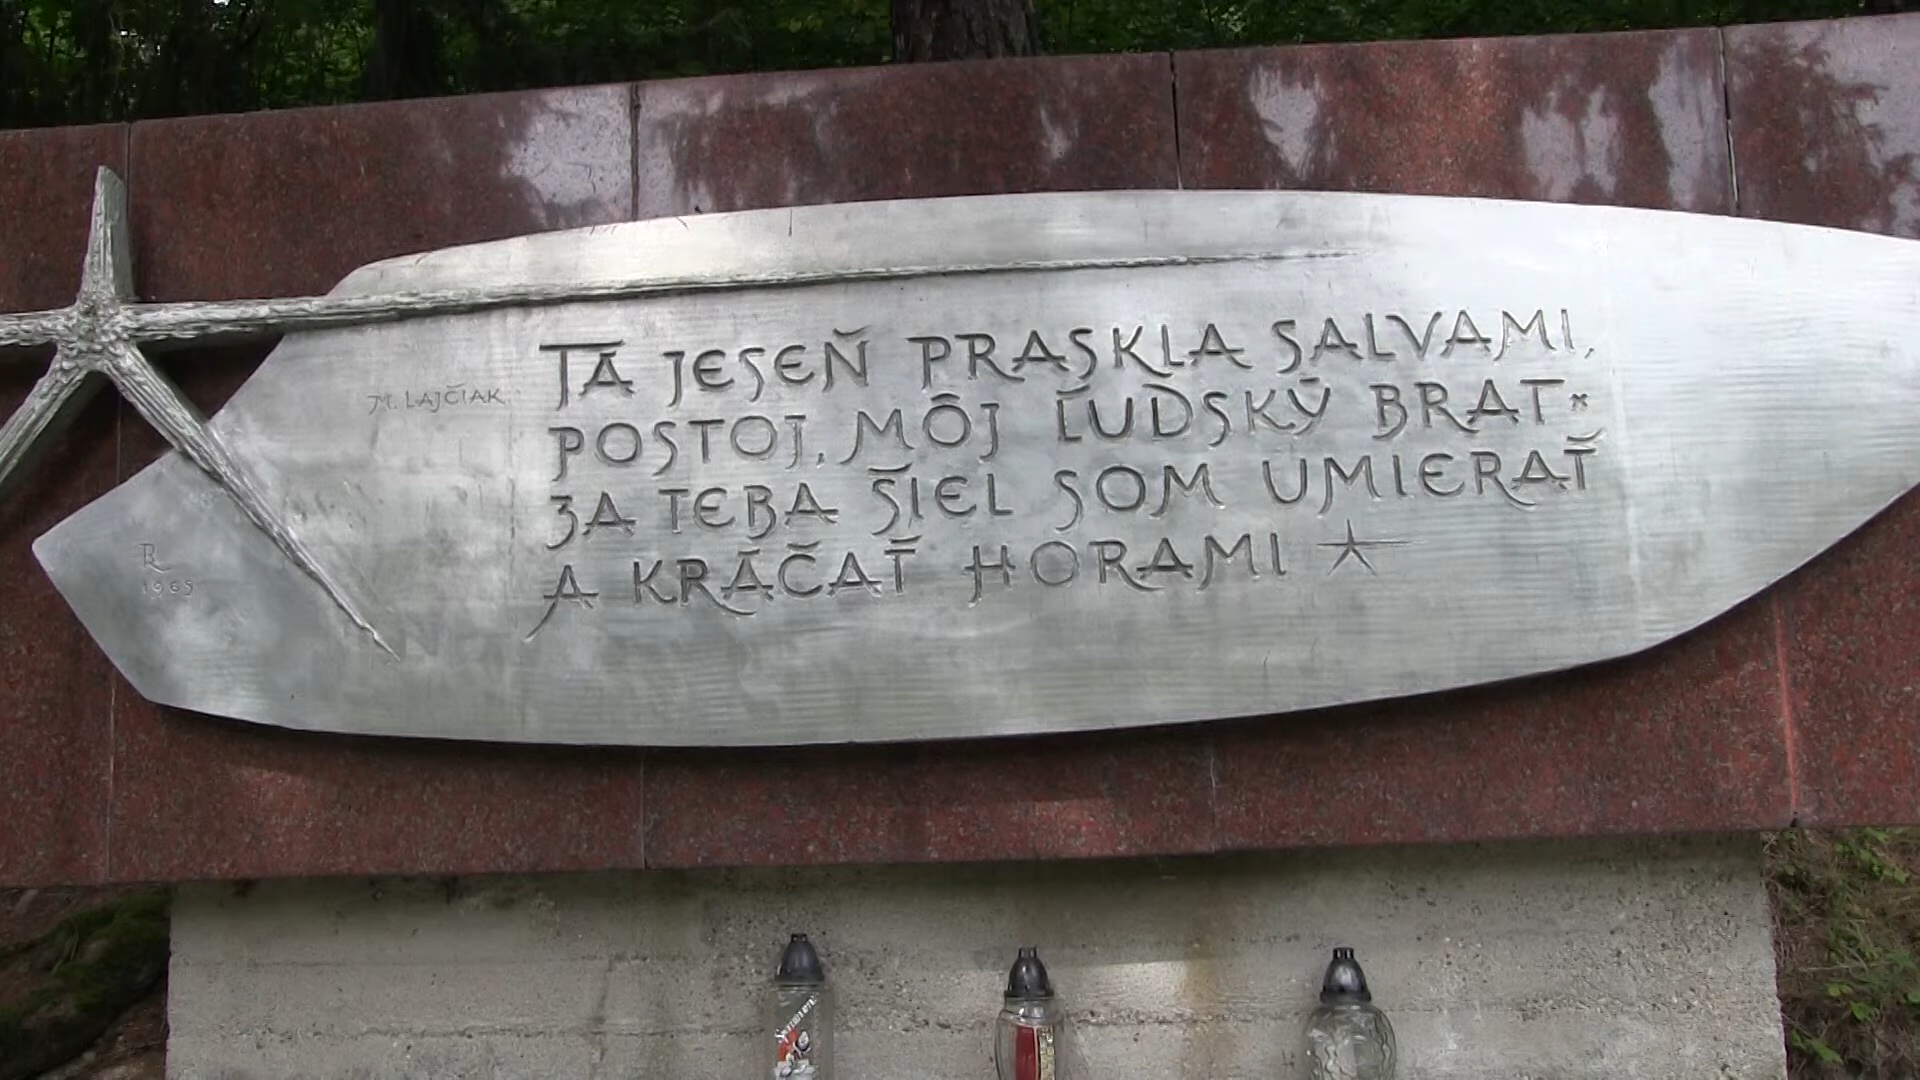 TÁ JESEŇ PRASKLA SALVAMI,
POSTOJ, MÔJ ĽUDSKÝ BRAT
ZA TEBA ŠIEL SOM UMIERAŤ
A KRÁČAŤ HORAMI
M. LAJČIAK
R
1965